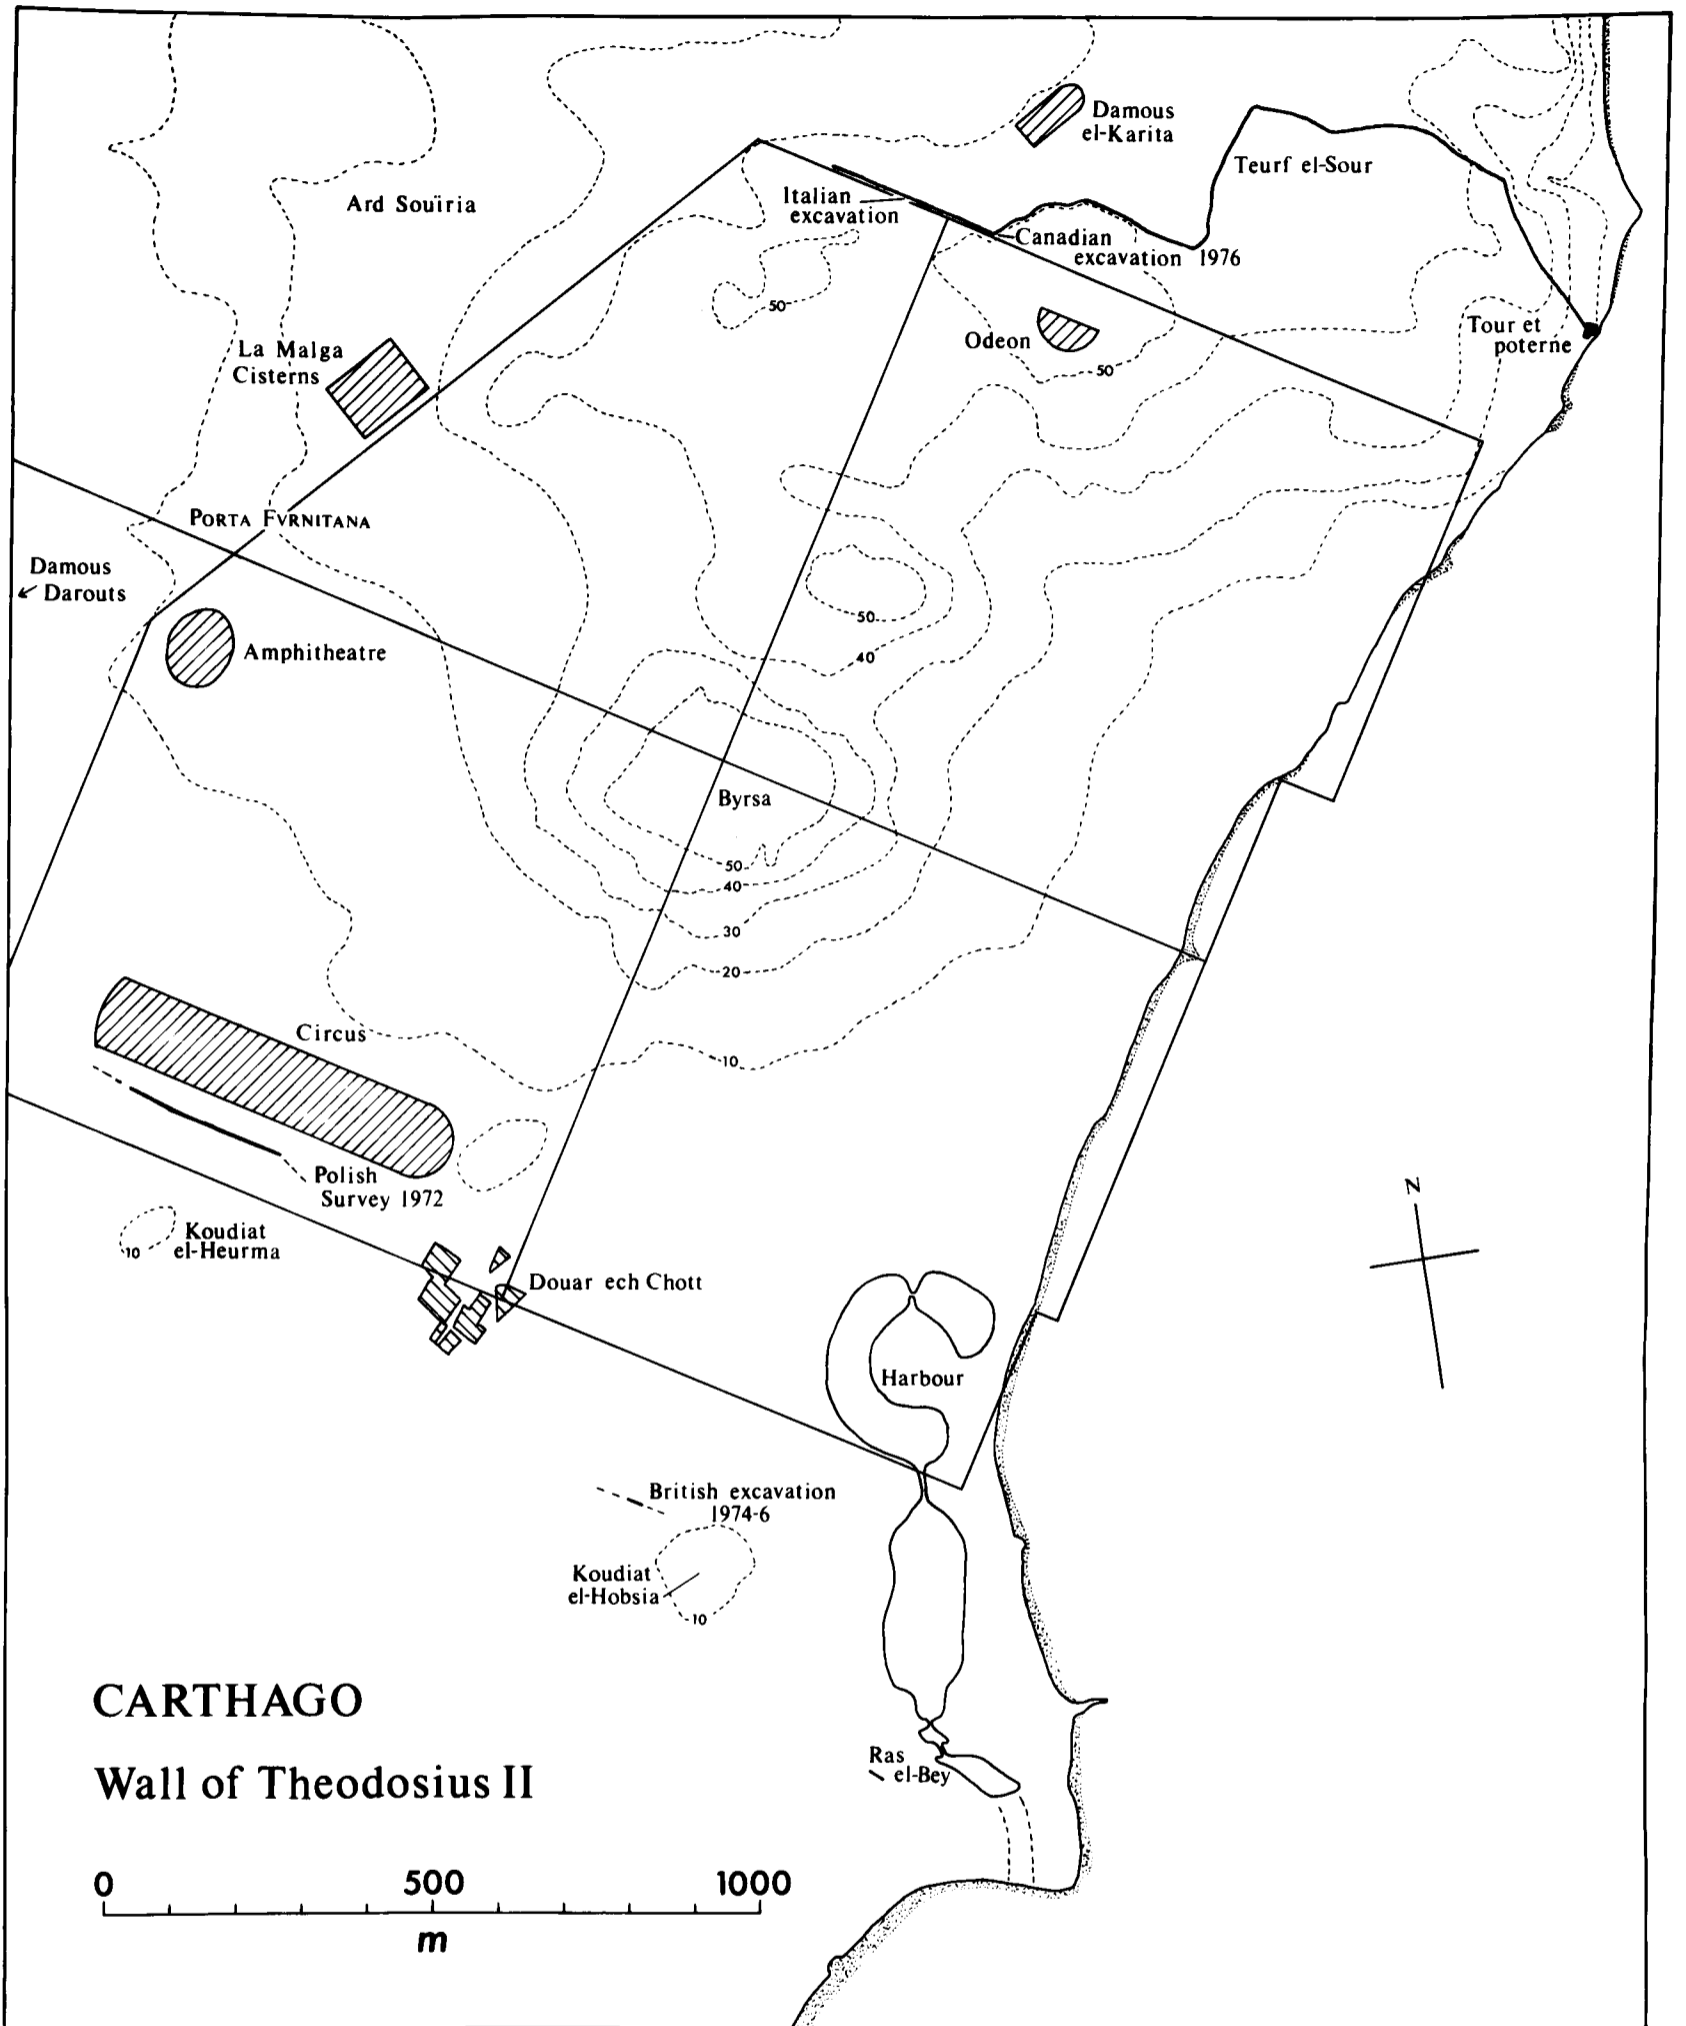 Damous
el-Karita
Teurf el-Sour
Ard Souïria
Italian
excavation
Canadian
excavation 1976
50
Odeon
50
Tour et
poterne
La Malga
Cisterns
PORTA FVRNITANA
Damous
Darouts
Amphitheatre
50
40
Byrsa
50
40
30
20
10
Circus
Polish
Survey 1972
N
Koudiat
el-Heurma
10
Douar ech Chott
Harbour
British excavation
1974-6
Koudiat
el-Hobsia
10
CARTHAGO
Wall of Theodosius II
Ras
el-Bey
0 500 1000
m